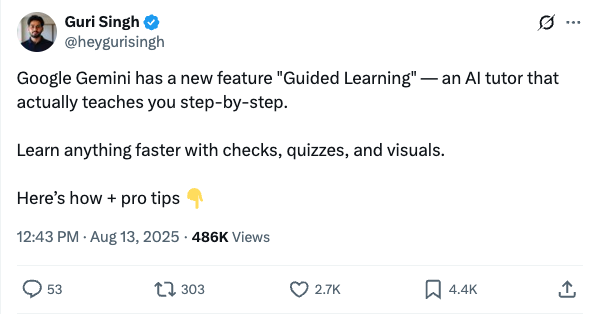 Guri Singh
@heygurisingh
Google Gemini has a new feature "Guided Learning" — an AI tutor that
actually teaches you step-by-step.
Learn anything faster with checks, quizzes, and visuals.
Here’s how + pro tips 👇
12:43 PM · Aug 13, 2025 · 486K Views
53 303 2.7K 4.4K